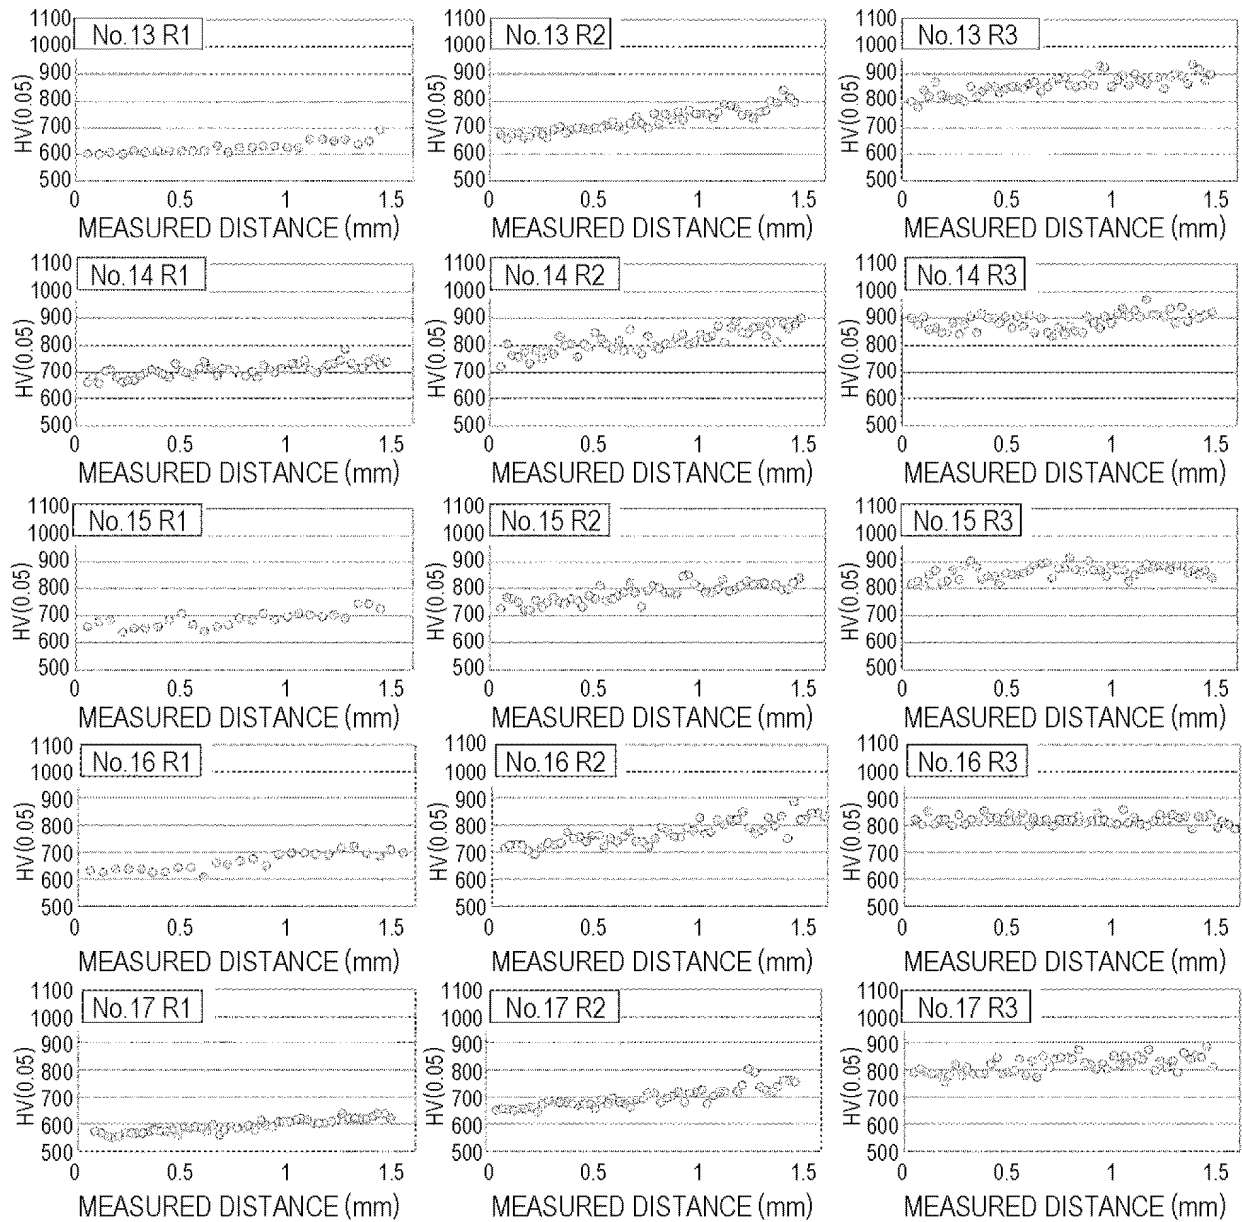 No.13 R1
No.13 R2
No.13 R3
HV(0.05)
1100
1000
900
800
700
600
500
0 0.5 1 1.5
MEASURED DISTANCE (mm)
HV(0.05)
1100
1000
900
800
700
600
500
0 0.5 1 1.5
MEASURED DISTANCE (mm)
HV(0.05)
1100
1000
900
800
700
600
500
0 0.5 1 1.5
MEASURED DISTANCE (mm)
No.14 R1
No.14 R2
No.14 R3
HV(0.05)
1100
1000
900
800
700
600
500
0 0.5 1 1.5
MEASURED DISTANCE (mm)
HV(0.05)
1100
1000
900
800
700
600
500
0 0.5 1 1.5
MEASURED DISTANCE (mm)
HV(0.05)
1100
1000
900
800
700
600
500
0 0.5 1 1.5
MEASURED DISTANCE (mm)
No.15 R1
No.15 R2
No.15 R3
HV(0.05)
1100
1000
900
800
700
600
500
0 0.5 1 1.5
MEASURED DISTANCE (mm)
HV(0.05)
1100
1000
900
800
700
600
500
0 0.5 1 1.5
MEASURED DISTANCE (mm)
HV(0.05)
1100
1000
900
800
700
600
500
0 0.5 1 1.5
MEASURED DISTANCE (mm)
No.16 R1
No.16 R2
No.16 R3
HV(0.05)
1100
1000
900
800
700
600
500
0 0.5 1 1.5
MEASURED DISTANCE (mm)
HV(0.05)
1100
1000
900
800
700
600
500
0 0.5 1 1.5
MEASURED DISTANCE (mm)
HV(0.05)
1100
1000
900
800
700
600
500
0 0.5 1 1.5
MEASURED DISTANCE (mm)
No.17 R1
No.17 R2
No.17 R3
HV(0.05)
1100
1000
900
800
700
600
500
0 0.5 1 1.5
MEASURED DISTANCE (mm)
HV(0.05)
1100
1000
900
800
700
600
500
0 0.5 1 1.5
MEASURED DISTANCE (mm)
HV(0.05)
1100
1000
900
800
700
600
500
0 0.5 1 1.5
MEASURED DISTANCE (mm)